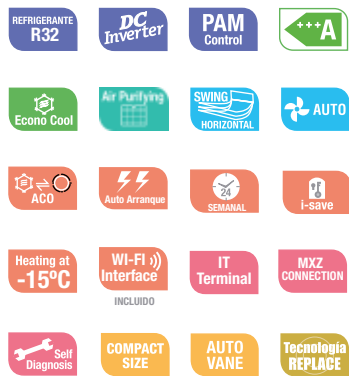 REFRIGERANTE
R32
DC
Inverter
PAM
Control
+++A
Econo Cool
Air Purifying
SWING
HORIZONTAL
AUTO
ACO
Auto Arranque
24
SEMANAL
i-save
Heating at
-15ºC
WI-FI
Interface
INCLUIDO
IT
Terminal
MXZ
CONNECTION
Self
Diagnosis
COMPACT
SIZE
AUTO
VANE
Tecnología
REPLACE